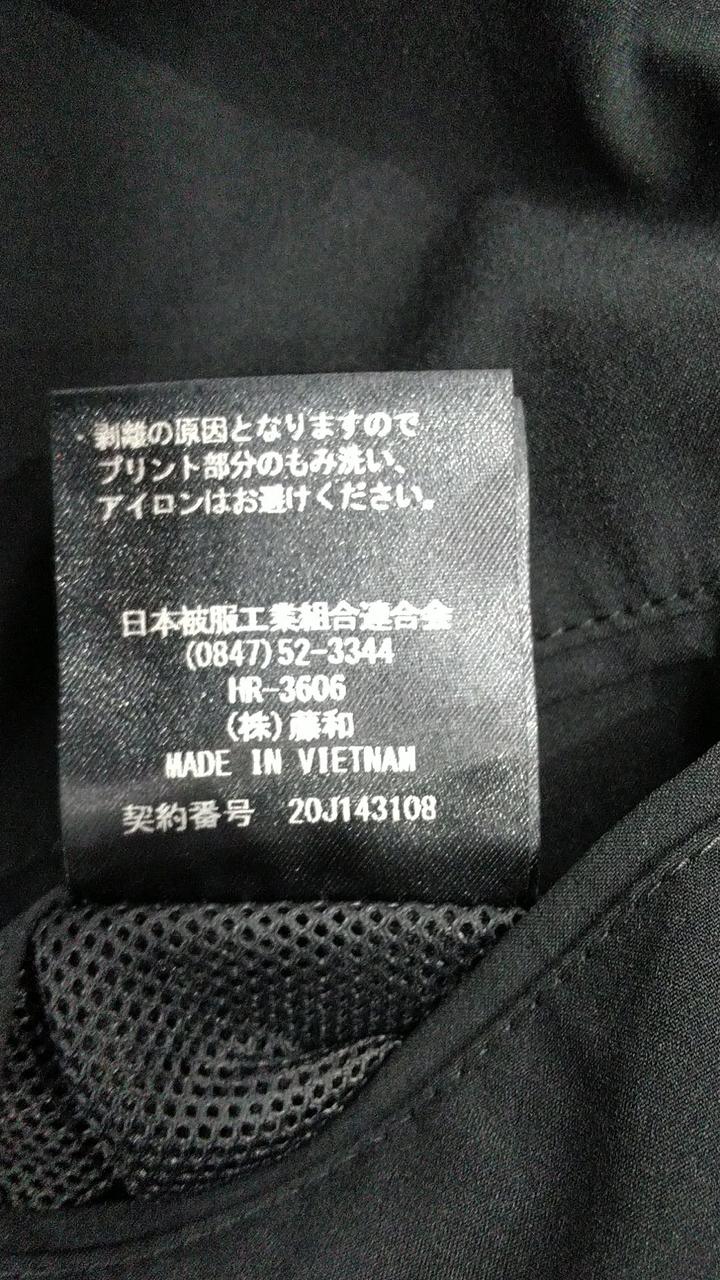 ・剥離の原因となりますので
プリント部分のもみ洗い、
アイロンはお避けください。
日本被服工業組合連合会
(0847)52-3344
HR-3606
(株)藤和
MADE IN VIETNAM
契約番号 20J143108